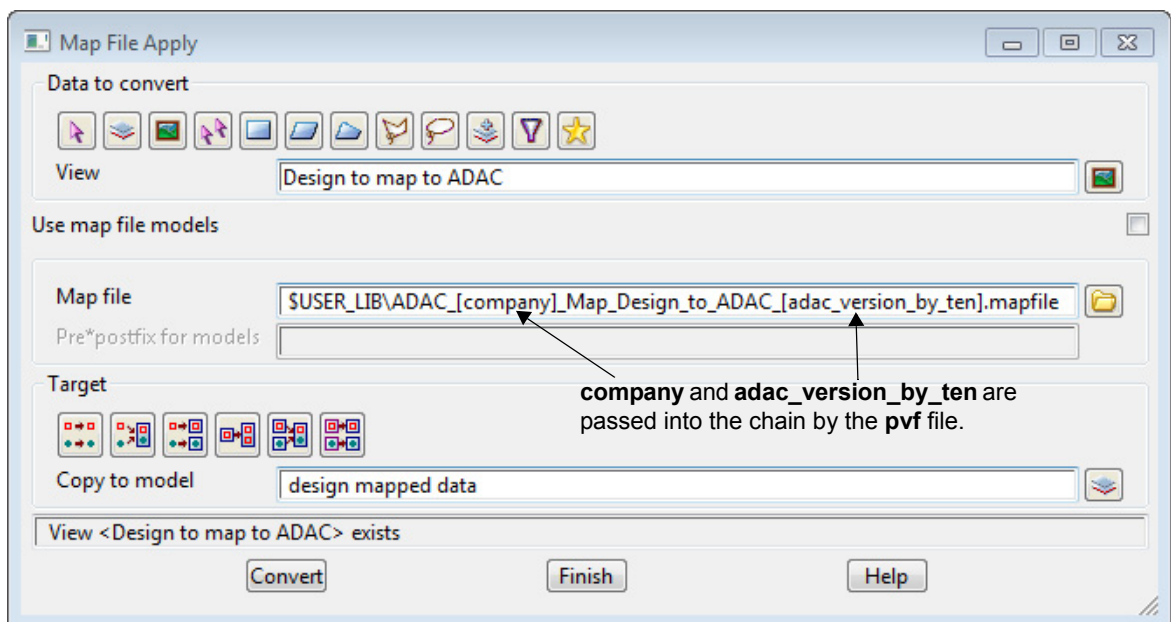 Map File Apply
Data to convert
View
Design to map to ADAC
Use map file models
Map file
$USER_LIB\ADAC_[company]_Map_Design_to_ADAC_[adac_version_by_ten].mapfile
Pre*postfix for models
Target
company and adac_version_by_ten are
passed into the chain by the pvf file.
Copy to model
design mapped data
View <Design to map to ADAC> exists
Convert
Finish
Help